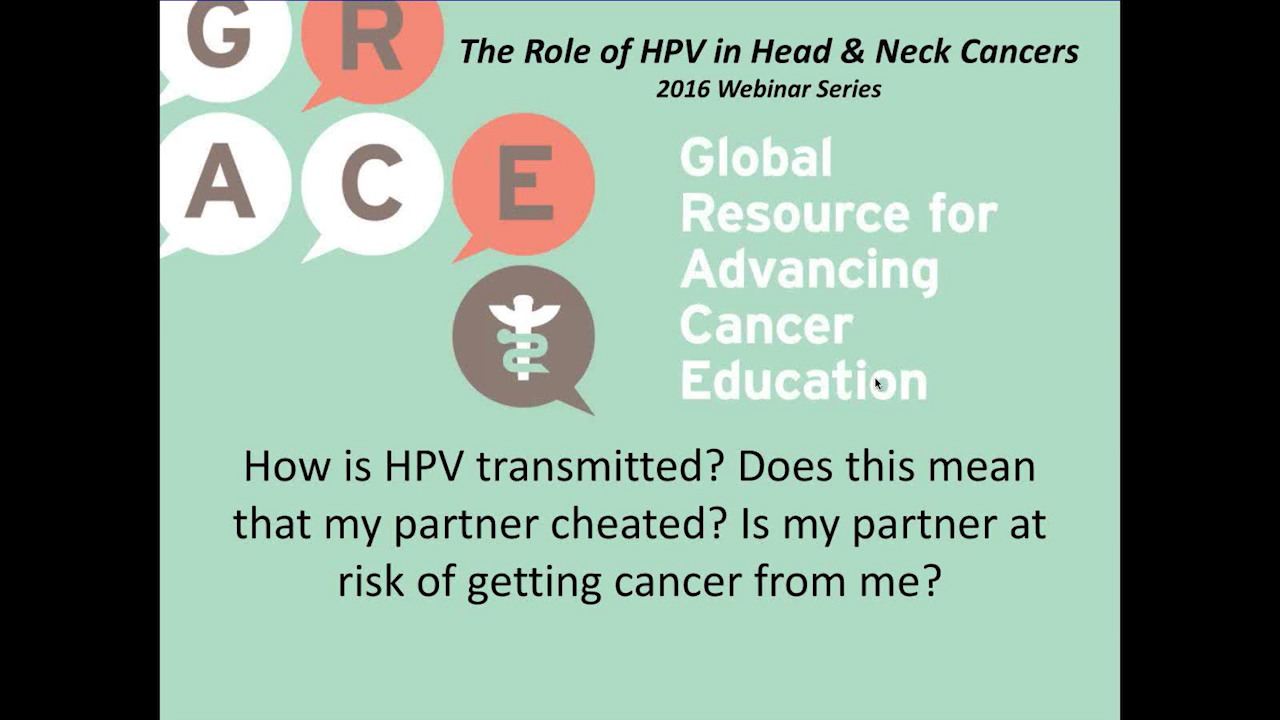 G R
The Role of HPV in Head & Neck Cancers
2016 Webinar Series
A C E
Global
Resource for
Advancing
Cancer
Education
How is HPV transmitted? Does this mean
that my partner cheated? Is my partner at
risk of getting cancer from me?